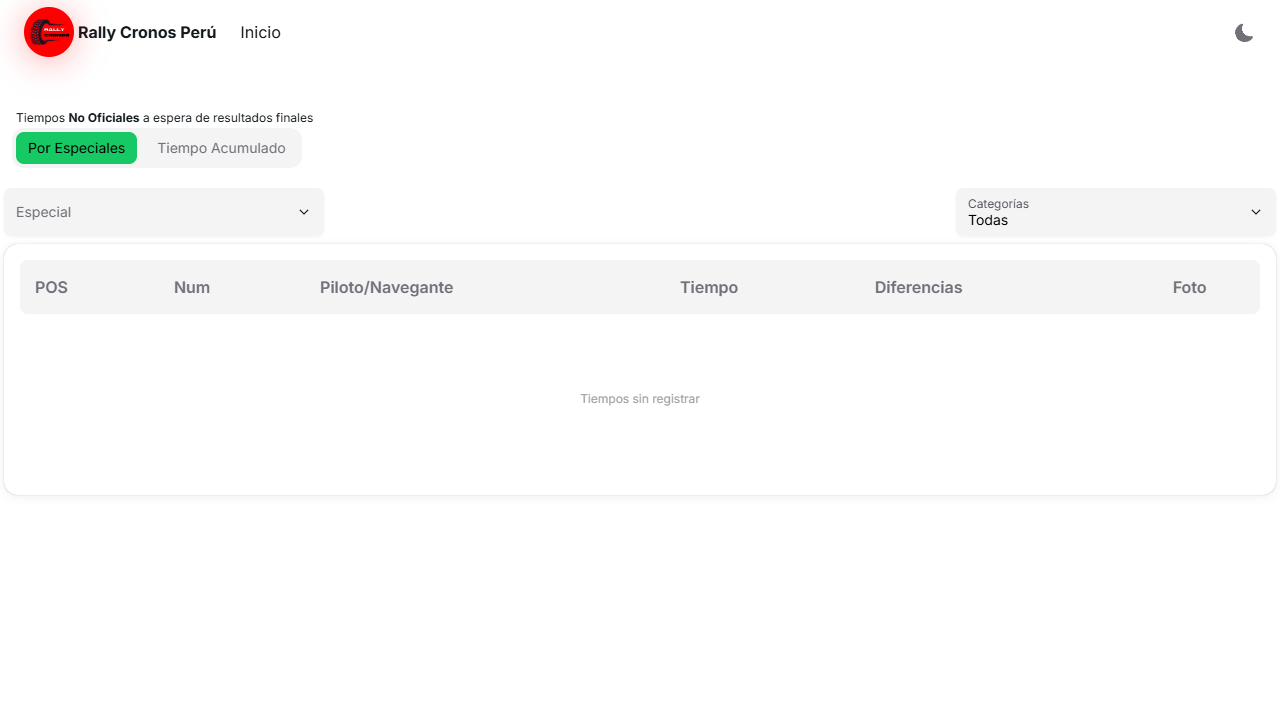 RALLY
CRONOS
Rally Cronos Perú
Inicio
Tiempos No Oficiales a espera de resultados finales
Por Especiales
Tiempo Acumulado
Especial
Categorías
Todas
POS Num Piloto/Navegante Tiempo Diferencias Foto
Tiempos sin registrar